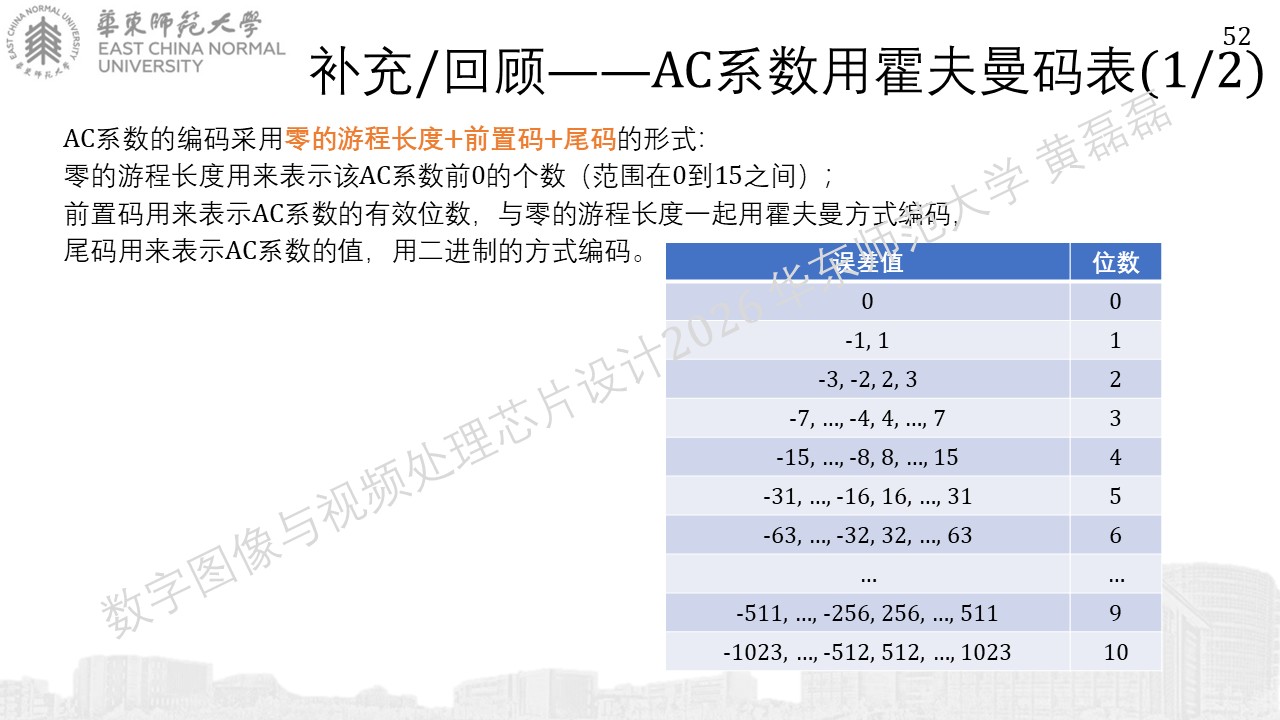 華東師範大學
EAST CHINA NORMAL
UNIVERSITY
EAST CHINA NORMAL UNIVERSITY
華東師範大學
52
补充/回顾——AC系数用霍夫曼码表(1/2)
AC系数的编码采用零的游程长度+前置码+尾码的形式：
零的游程长度用来表示该AC系数前0的个数（范围在0到15之间）；
前置码用来表示AC系数的有效位数，与零的游程长度一起用霍夫曼方式编码，
尾码用来表示AC系数的值，用二进制的方式编码。
误差值 位数
0 0
-1, 1 1
-3, -2, 2, 3 2
-7, …, -4, 4, …, 7 3
-15, …, -8, 8, …, 15 4
-31, …, -16, 16, …, 31 5
-63, …, -32, 32, …, 63 6
… …
-511, …, -256, 256, …, 511 9
-1023, …, -512, 512, …, 1023 10
数字图像与视频处理芯片设计2026 华东师范大学 黄磊磊